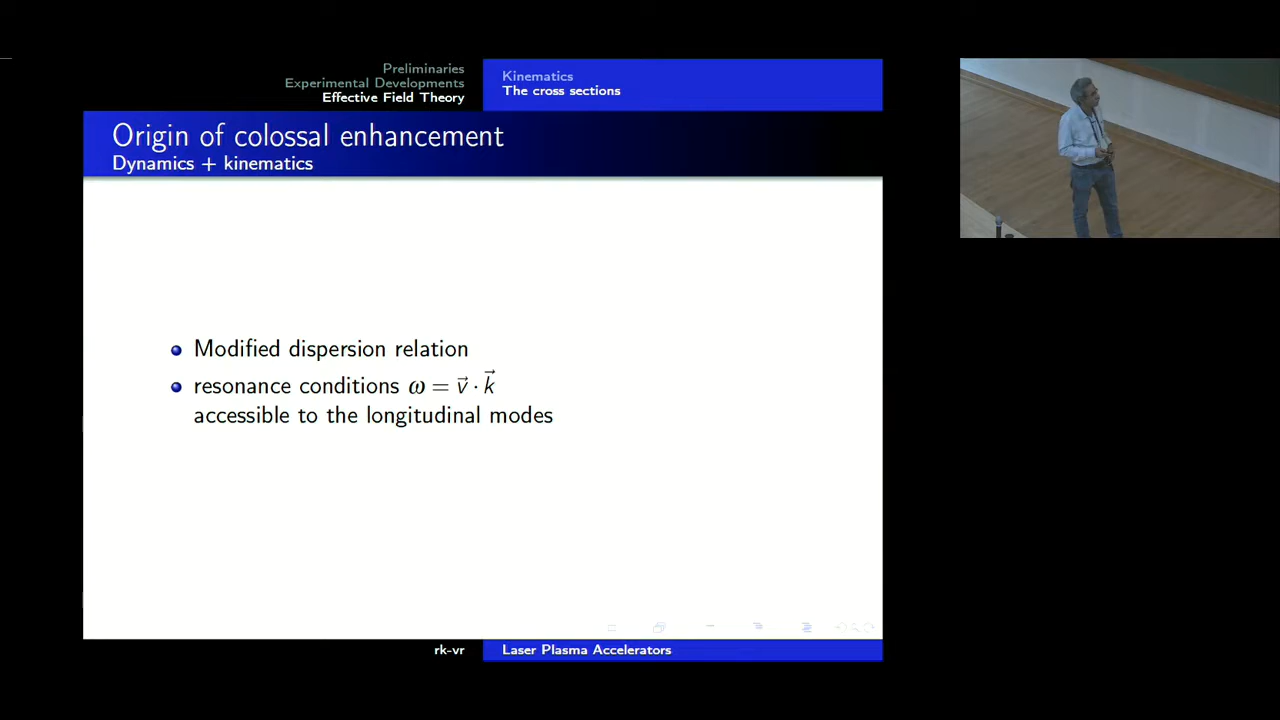 Preliminaries
Experimental Developments
Effective Field Theory
Kinematics
The cross sections
Origin of colossal enhancement
Dynamics + kinematics
Modified dispersion relation
resonance conditions ω = v⃗ · k⃗
accessible to the longitudinal modes
rk-vr
Laser Plasma Accelerators